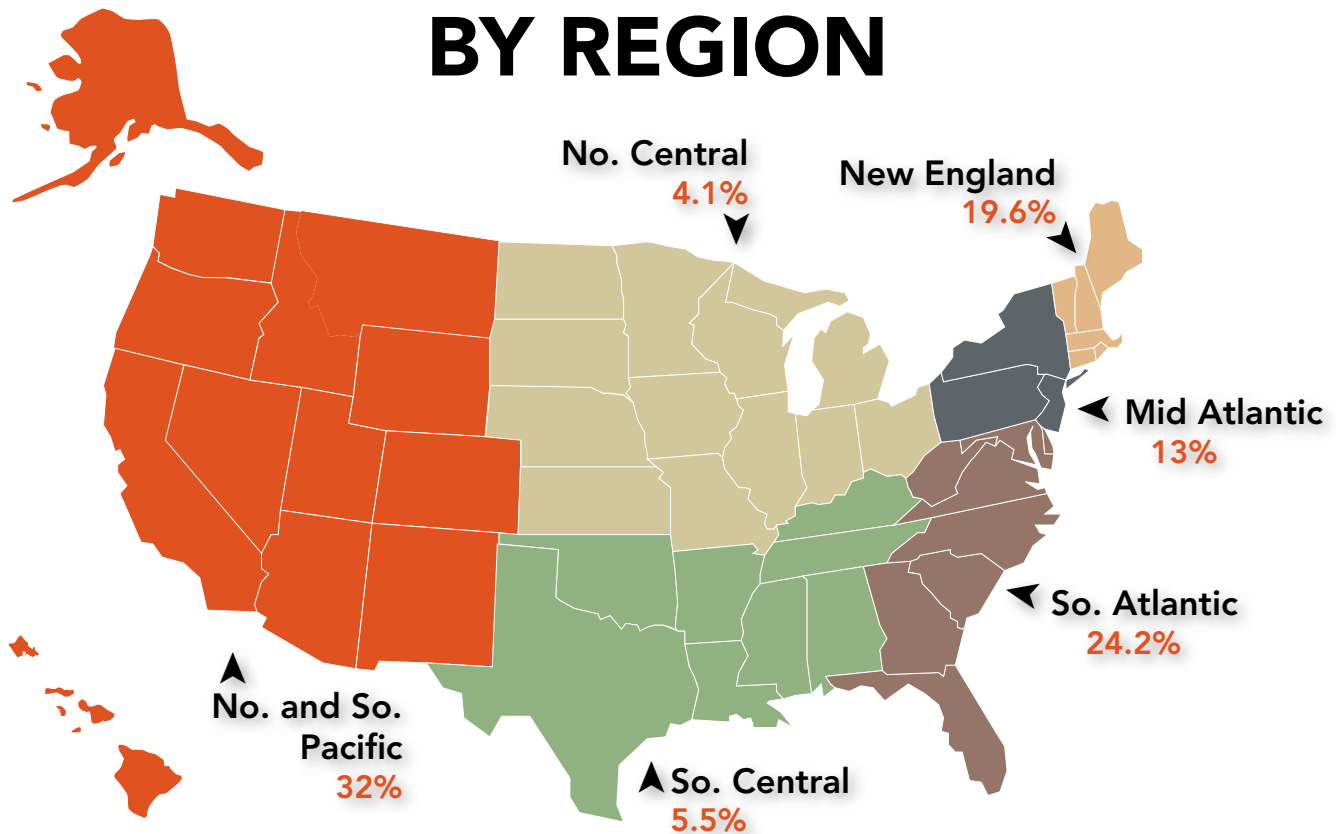 BY REGION
No. Central
4.1%
New England
19.6%
Mid Atlantic
13%
So. Atlantic
24.2%
No. and So.
Pacific
32%
So. Central
5.5%